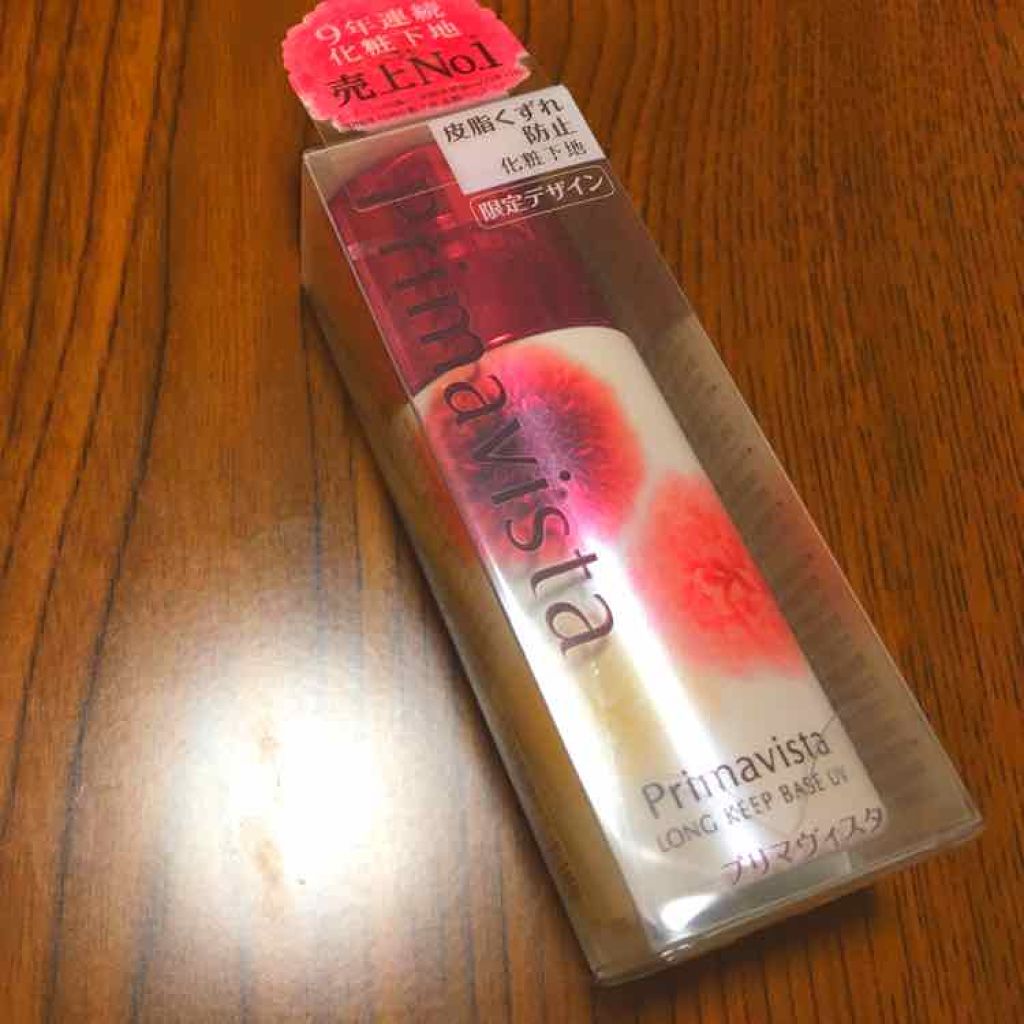 9年連続
化粧下地
売上No.1
皮脂くずれ
防止
化粧下地
限定デザイン
Primavista
Primavista
LONG KEEP BASE UV
プリマヴィスタ